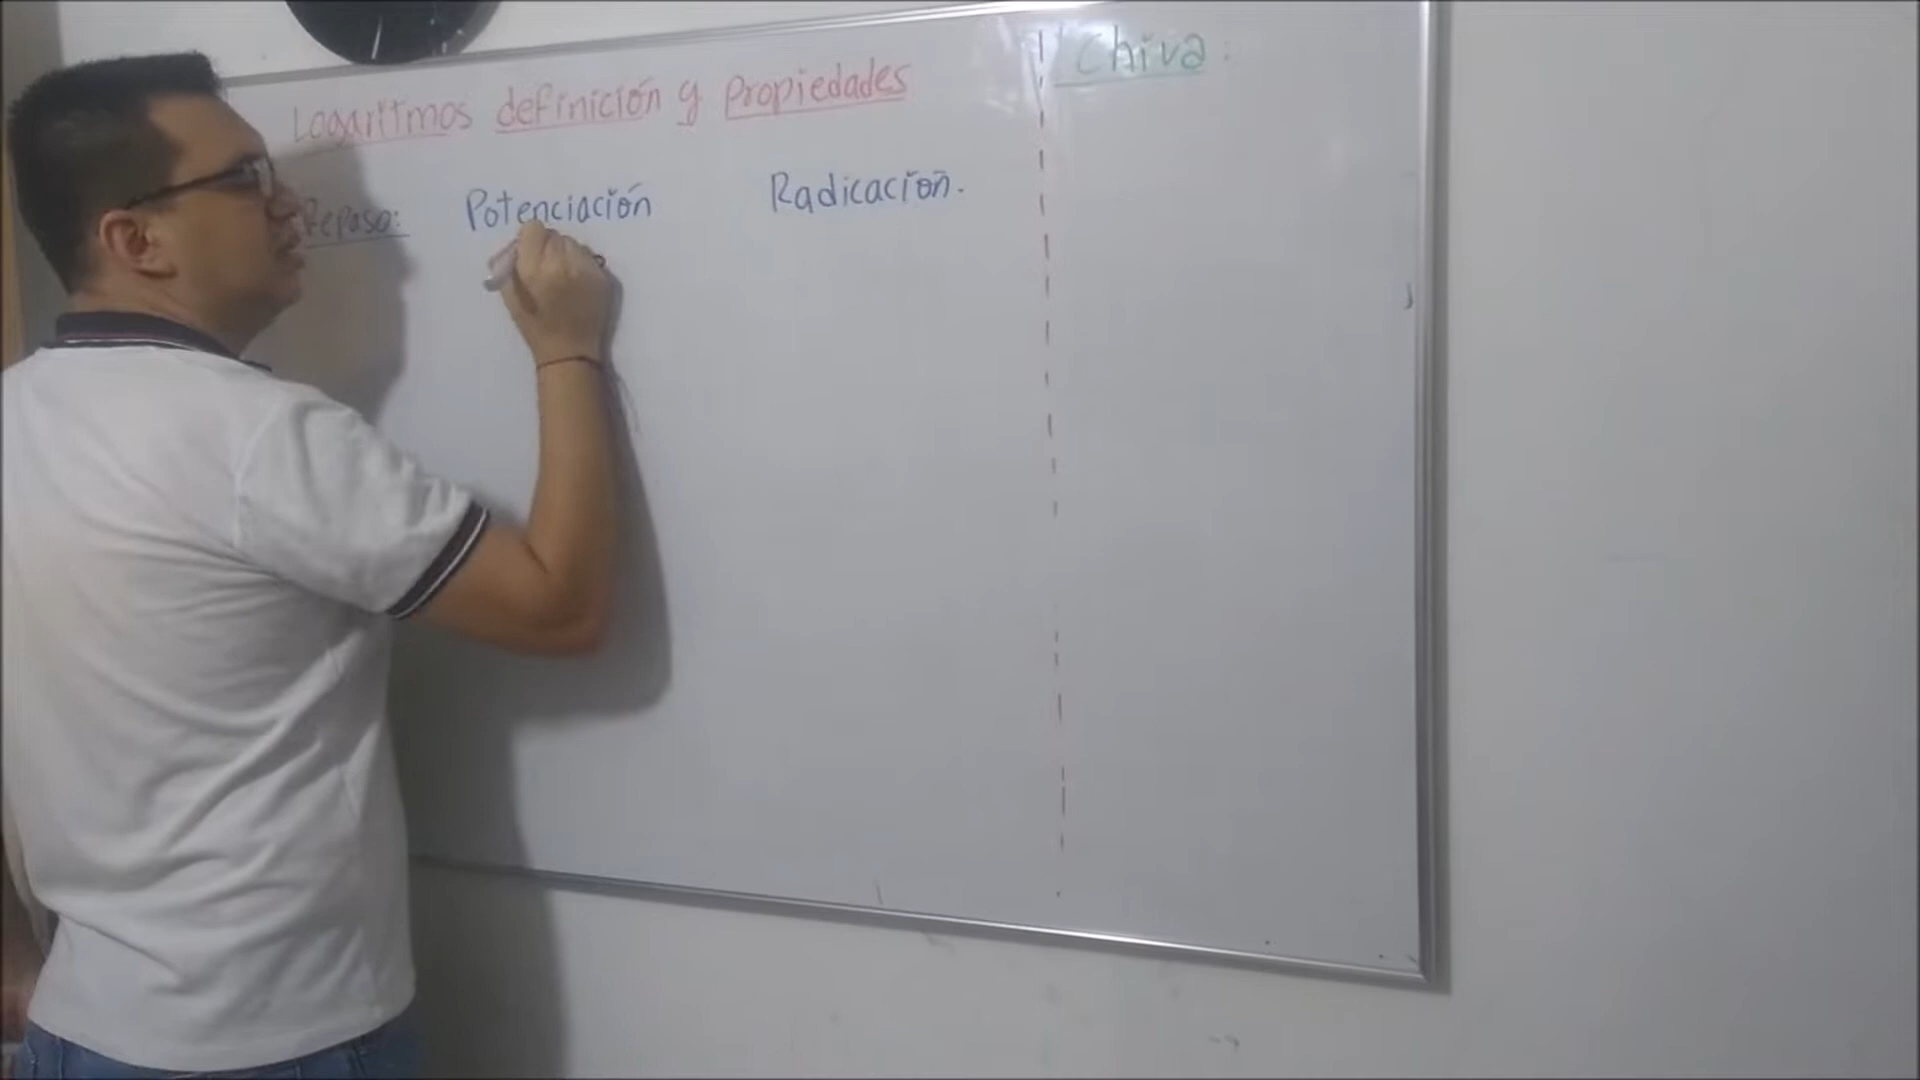 Logaritmos definición y Propiedades
Repaso: Potenciación Radicación.
Chiva: